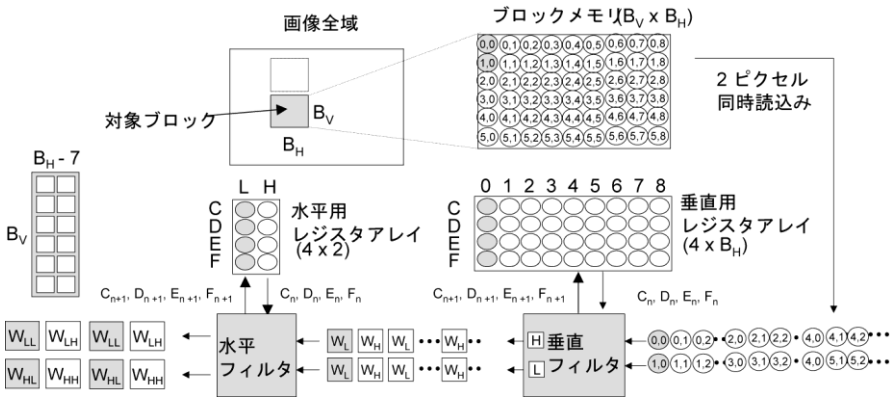 画像全域
ブロックメモリ(B_V x B_H)
0,0 0,1 0,2 0,3 0,4 0,5 0,6 0,7 0,8
1,0 1,1 1,2 1,3 1,4 1,5 1,6 1,7 1,8
2,0 2,1 2,2 2,3 2,4 2,5 2,6 2,7 2,8
3,0 3,1 3,2 3,3 3,4 3,5 3,6 3,7 3,8
4,0 4,1 4,2 4,3 4,4 4,5 4,6 4,7 4,8
5,0 5,1 5,2 5,3 5,4 5,5 5,6 5,7 5,8
2 ピクセル
同時読込み
対象ブロック
B_V
B_H
B_H - 7
B_V
L H
C
D
E
F
水平用
レジスタアレイ
(4 x 2)
0 1 2 3 4 5 6 7 8
C
D
E
F
垂直用
レジスタアレイ
(4 x B_H)
C_n+1, D_n+1, E_n+1, F_n+1
C_n, D_n, E_n, F_n
C_n+1, D_n+1, E_n+1, F_n+1
C_n, D_n, E_n, F_n
W_LL W_LH W_LL W_LH
W_HL W_HH W_HL W_HH
水平
フィルタ
W_L W_H W_L ••• W_H •••
W_L W_H W_L ••• W_H •••
H
L
垂直
フィルタ
0,0 0,1 0,2 •• 2,0 2,1 2,2 • 4,0 4,1 4,2 •••
1,0 1,1 1,2 •• 3,0 3,1 3,2 • 4,0 5,1 5,2 •••